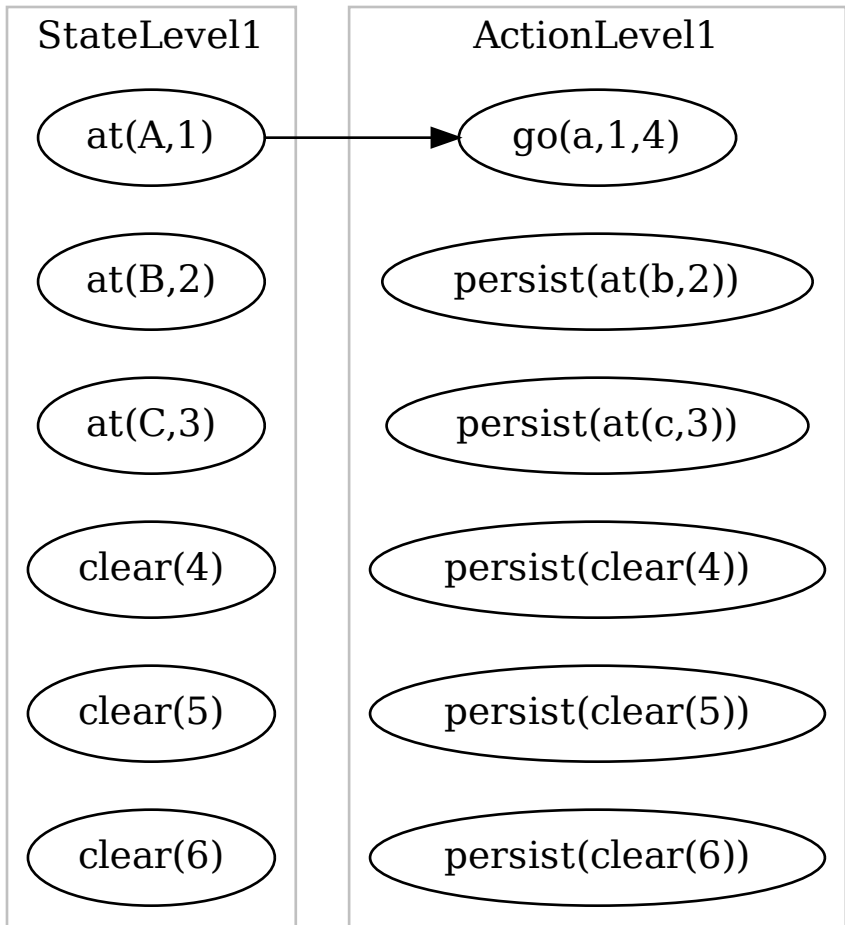 StateLevel1
at(A,1)
at(B,2)
at(C,3)
clear(4)
clear(5)
clear(6)
ActionLevel1
go(a,1,4)
persist(at(b,2))
persist(at(c,3))
persist(clear(4))
persist(clear(5))
persist(clear(6))